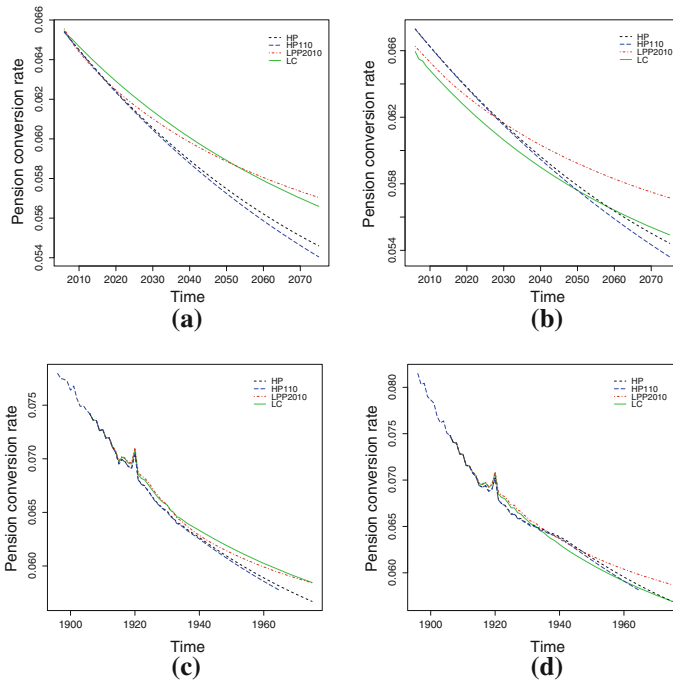 Pension conversion rate
0.054 0.056 0.058 0.060 0.062 0.064 0.066
HP
HP110
LPP2010
LC
2010 2020 2030 2040 2050 2060 2070
Time
(a)
Pension conversion rate
0.054 0.058 0.062 0.066
HP
HP110
LPP2010
LC
2010 2020 2030 2040 2050 2060 2070
Time
(b)
Pension conversion rate
0.060 0.065 0.070 0.075
HP
HP110
LPP2010
LC
1900 1920 1940 1960
Time
(c)
Pension conversion rate
0.060 0.065 0.070 0.075 0.080
HP
HP110
LPP2010
LC
1900 1920 1940 1960
Time
(d)